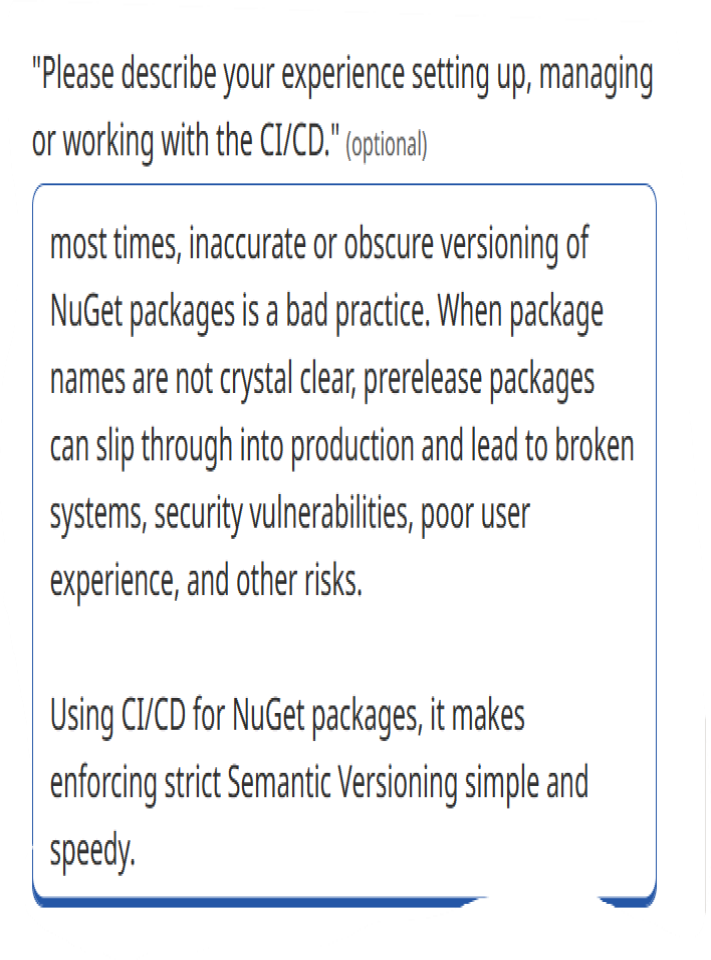 "Please describe your experience setting up, managing
or working with the CI/CD." (optional)
most times, inaccurate or obscure versioning of
NuGet packages is a bad practice. When package
names are not crystal clear, prerelease packages
can slip through into production and lead to broken
systems, security vulnerabilities, poor user
experience, and other risks.
Using CI/CD for NuGet packages, it makes
enforcing strict Semantic Versioning simple and
speedy.